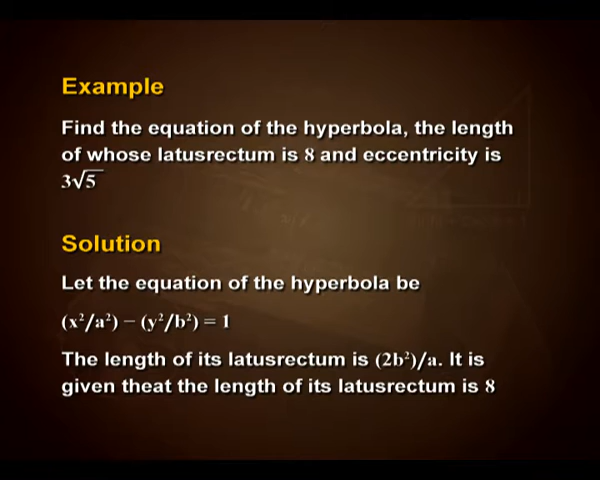 Example
Find the equation of the hyperbola, the length
of whose latusrectum is 8 and eccentricity is
3√5
Solution
Let the equation of the hyperbola be
(x²/a²) – (y²/b²) = 1
The length of its latusrectum is (2b²)/a. It is
given theat the length of its latusrectum is 8